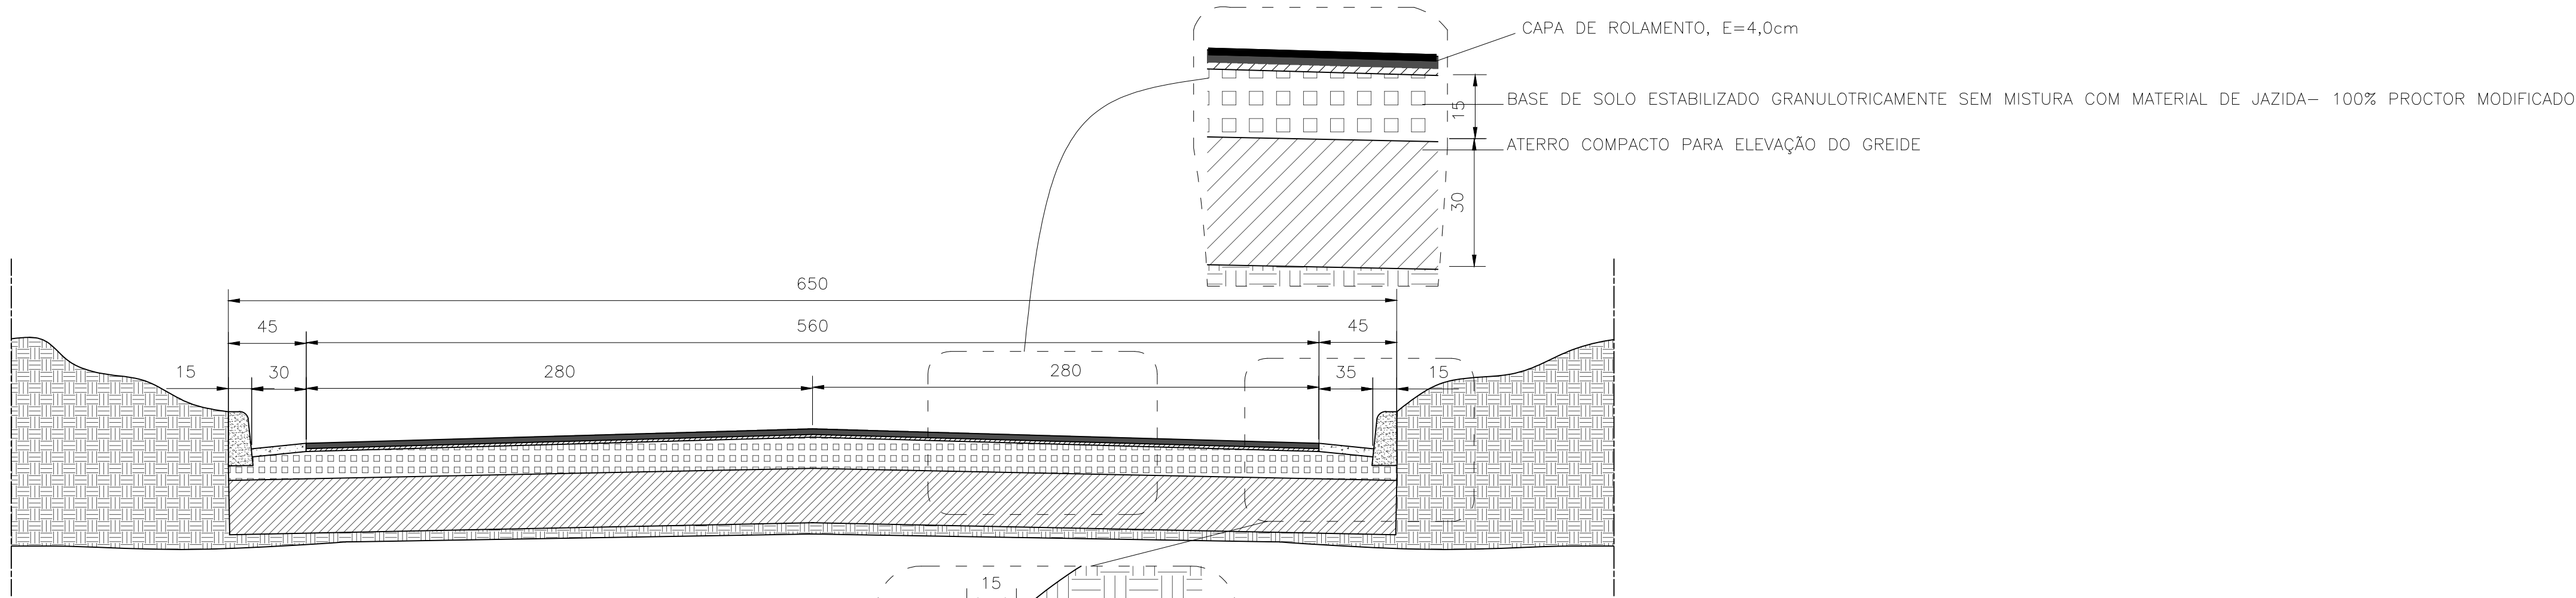 CAPA DE ROLAMENTO, E=4,0cm
BASE DE SOLO ESTABILIZADO GRANULOTRICAMENTE SEM MISTURA COM MATERIAL DE JAZIDA- 100% PROCTOR MODIFICADO
15
ATERRO COMPACTO PARA ELEVAÇÃO DO GREIDE
30
650
45 560 45
15 30 280 280 35 15
15